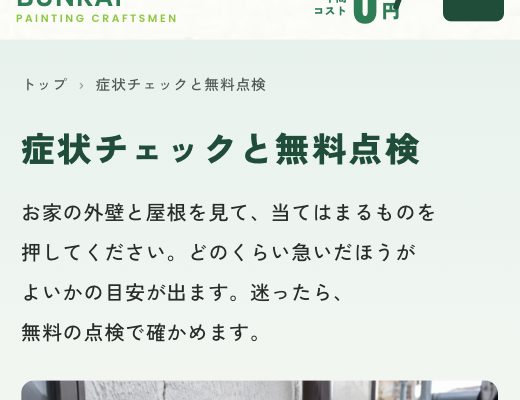 BUNKAI
PAINTING CRAFTSMEN
コスト
0円
トップ › 症状チェックと無料点検
症状チェックと無料点検
お家の外壁と屋根を見て、当てはまるものを
押してください。どのくらい急いだほうが
よいかの目安が出ます。迷ったら、
無料の点検で確かめます。